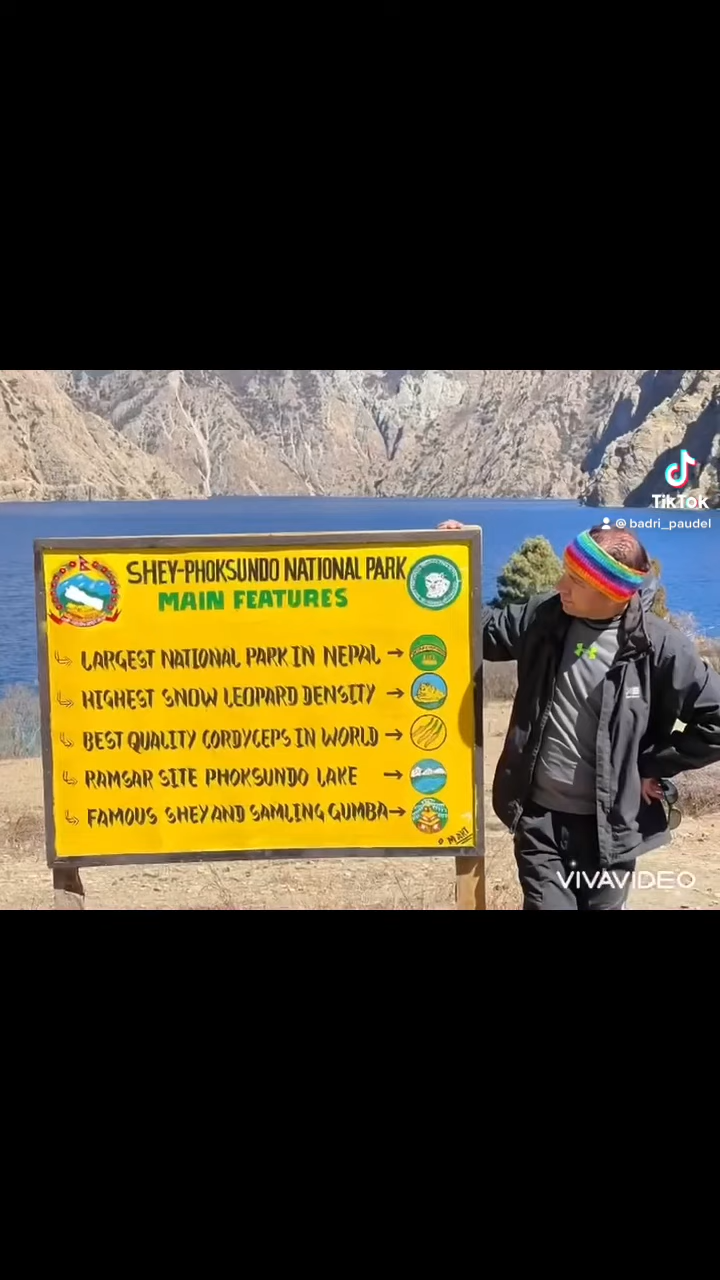 SHEY-PHOKSUNDO NATIONAL PARK
MAIN FEATURES
LARGEST NATIONAL PARK IN NEPAL
HIGHEST SNOW LEOPARD DENSITY
BEST QUALITY CORDYCEPS IN WORLD
RAMSAR SITE PHOKSUNDO LAKE
FAMOUS SHEY AND SAMLING GUMBA
TikTok
@badri_paudel
VIVAVIDEO